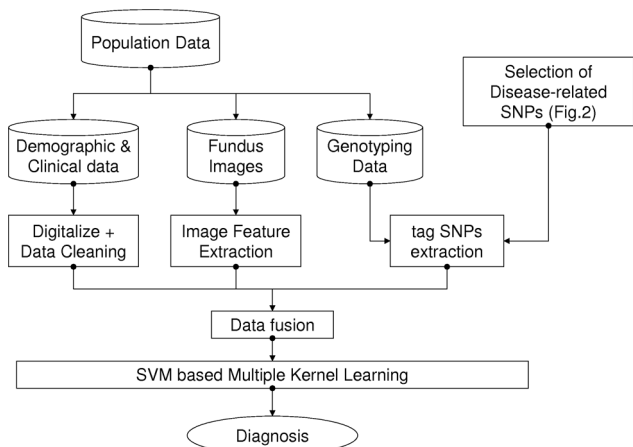 Population Data
Selection of
Disease-related
SNPs (Fig.2)
Demographic &
Clinical data
Fundus
Images
Genotyping
Data
Digitalize +
Data Cleaning
Image Feature
Extraction
tag SNPs
extraction
Data fusion
SVM based Multiple Kernel Learning
Diagnosis